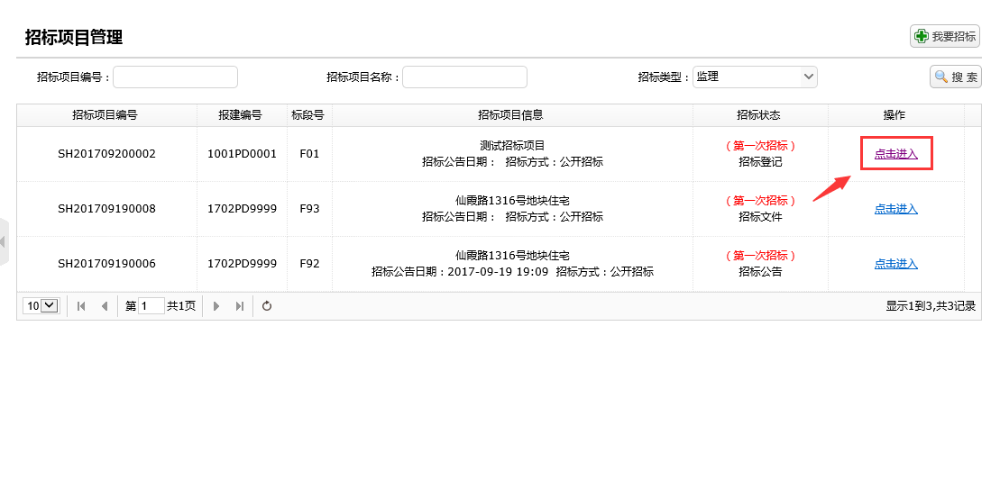 招标项目管理
我要招标
招标项目编号： 招标项目名称： 招标类型： 监理 搜 索
招标项目编号 报建编号 标段号 招标项目信息 招标状态 操作
SH201709200002 1001PD0001 F01 测试招标项目 （第一次招标） 点击进入
招标公告日期： 招标方式：公开招标 招标登记
SH201709190008 1702PD9999 F93 仙霞路1316号地块住宅 （第一次招标） 点击进入
招标公告日期： 招标方式：公开招标 招标文件
SH201709190006 1702PD9999 F92 仙霞路1316号地块住宅 （第一次招标） 点击进入
招标公告日期：2017-09-19 19:09 招标方式：公开招标 招标公告
10 第 1 共1页 显示1到3,共3记录